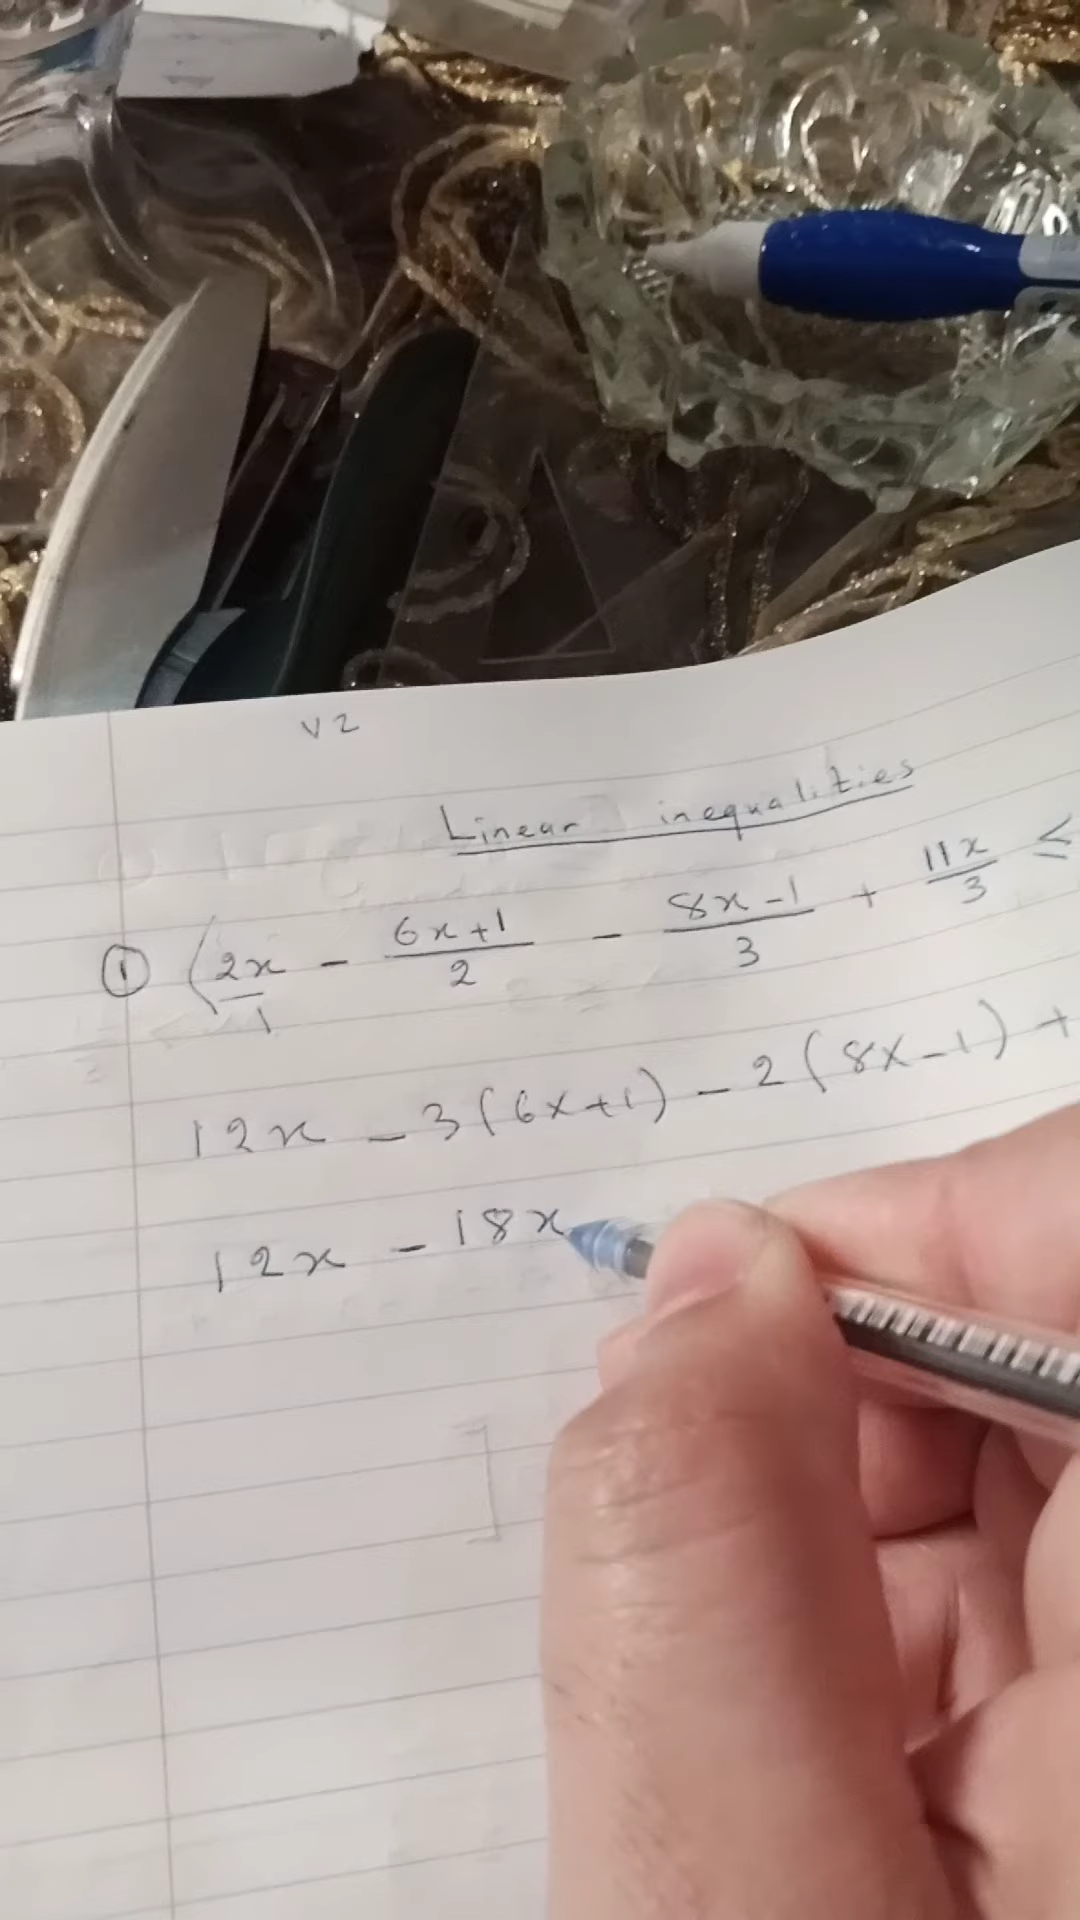 V2
Linear inequalities
① (2x/1 - (6x+1)/2 - (8x-1)/3 + 11x/3 ≤
12x - 3(6x+1) - 2(8x-1) +
12x - 18x